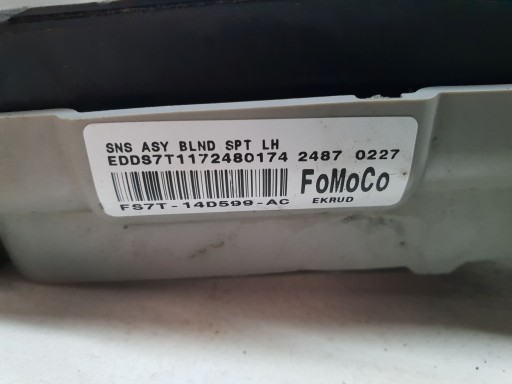 SNS ASY BLND SPT LH
EDDS7T1172480174 2487 0227
FoMoCo
FS7T-14D599-AC EKRUD